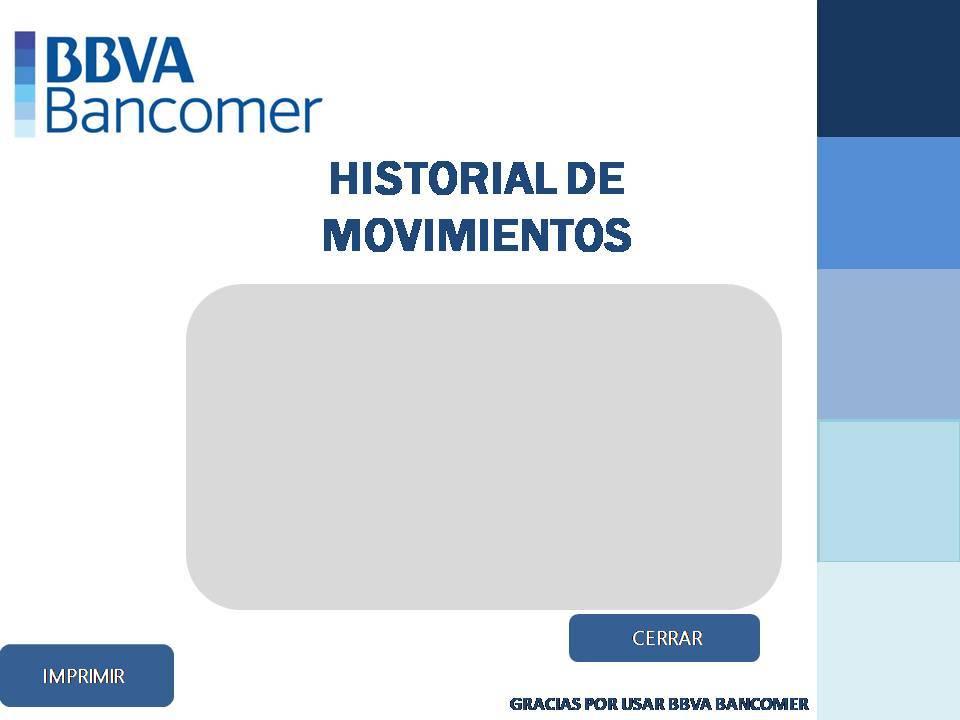 BBVA
Bancomer
HISTORIAL DE
MOVIMIENTOS
CERRAR
IMPRIMIR
GRACIAS POR USAR BBVA BANCOMER